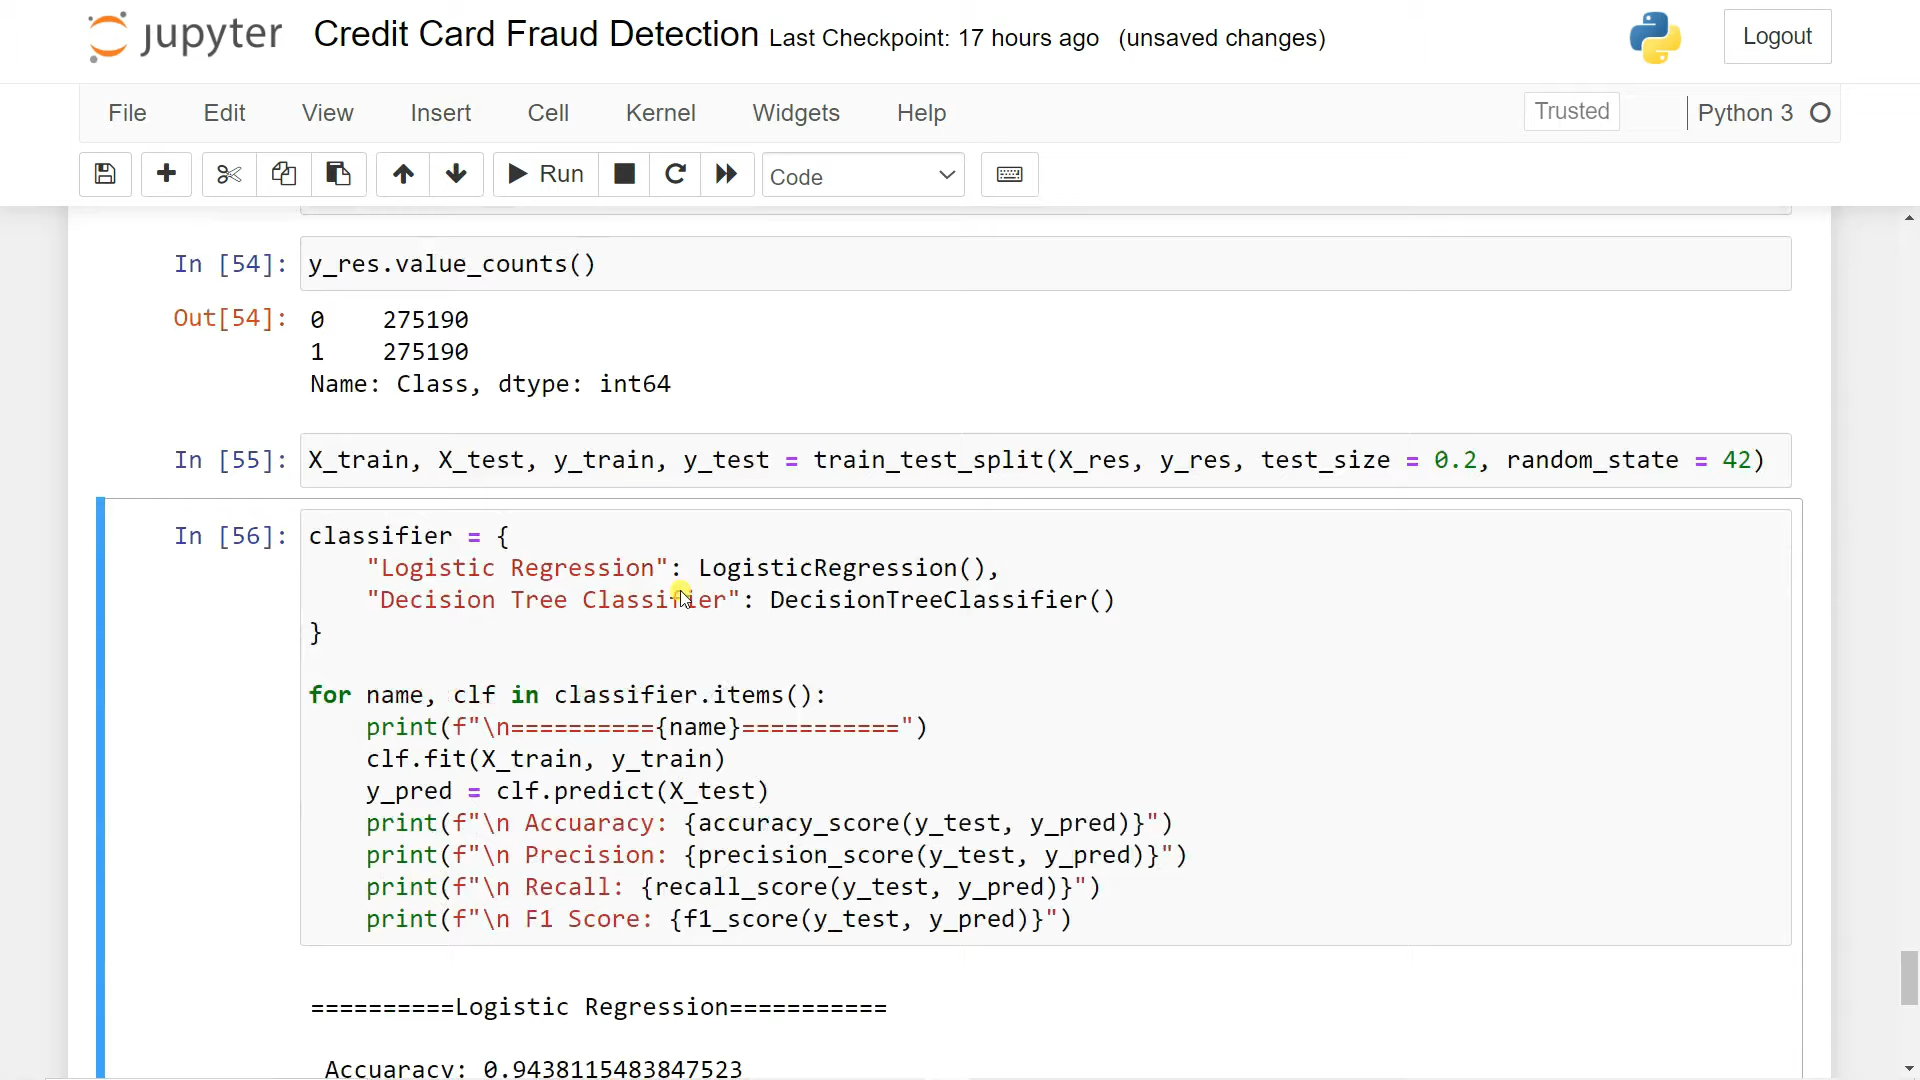 jupyter Credit Card Fraud Detection Last Checkpoint: 17 hours ago (unsaved changes) Logout
File Edit View Insert Cell Kernel Widgets Help Trusted Python 3
Run Code
In [54]: y_res.value_counts()
Out[54]: 0    275190
1    275190
Name: Class, dtype: int64
In [55]: X_train, X_test, y_train, y_test = train_test_split(X_res, y_res, test_size = 0.2, random_state = 42)
In [56]: classifier = {
    "Logistic Regression": LogisticRegression(),
    "Decision Tree Classifier": DecisionTreeClassifier()
}
for name, clf in classifier.items():
    print(f"\n=========={name}===========")
    clf.fit(X_train, y_train)
    y_pred = clf.predict(X_test)
    print(f"\n Accuaracy: {accuracy_score(y_test, y_pred)}")
    print(f"\n Precision: {precision_score(y_test, y_pred)}")
    print(f"\n Recall: {recall_score(y_test, y_pred)}")
    print(f"\n F1 Score: {f1_score(y_test, y_pred)}")
==========Logistic Regression===========
Accuaracy: 0.9438115483847523